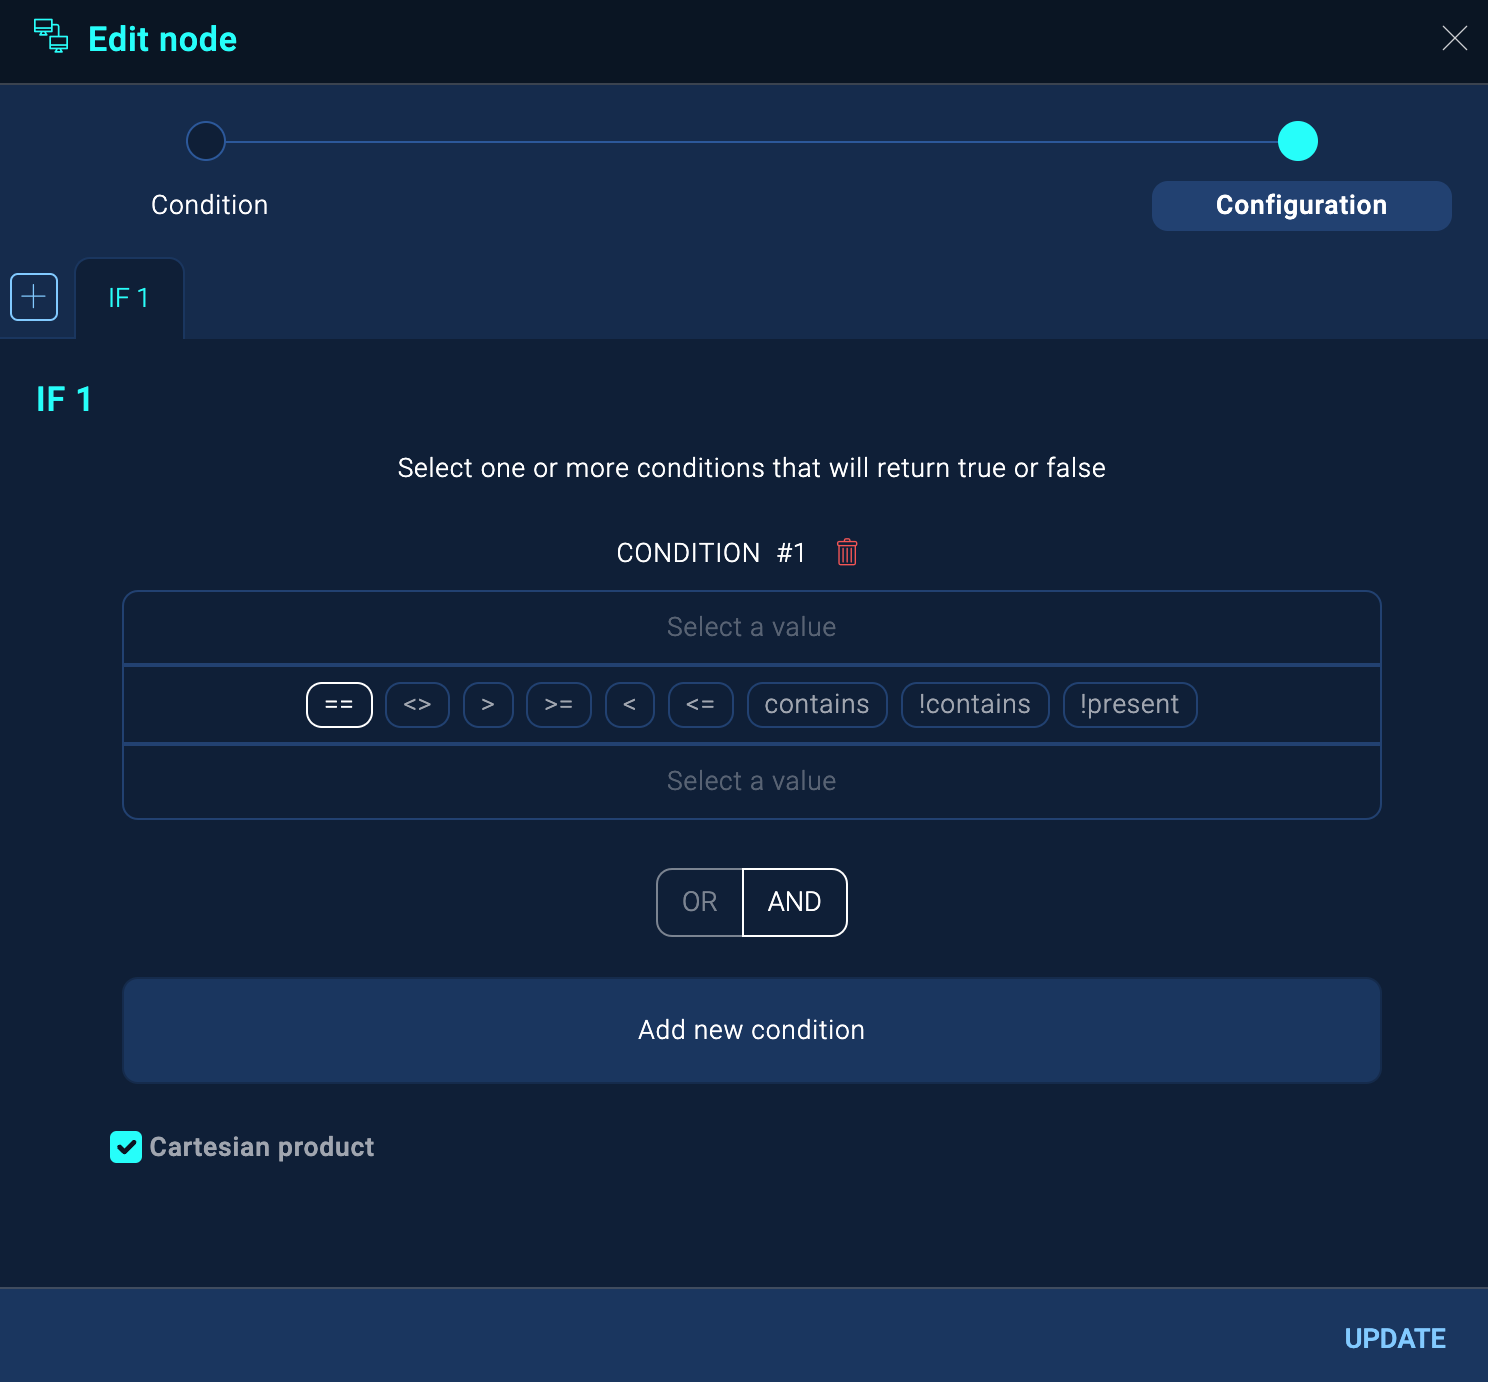 Edit node
Condition
Configuration
IF 1
IF 1
Select one or more conditions that will return true or false
CONDITION #1
Select a value
== <> > >= < <= contains !contains !present
Select a value
OR AND
Add new condition
Cartesian product
UPDATE